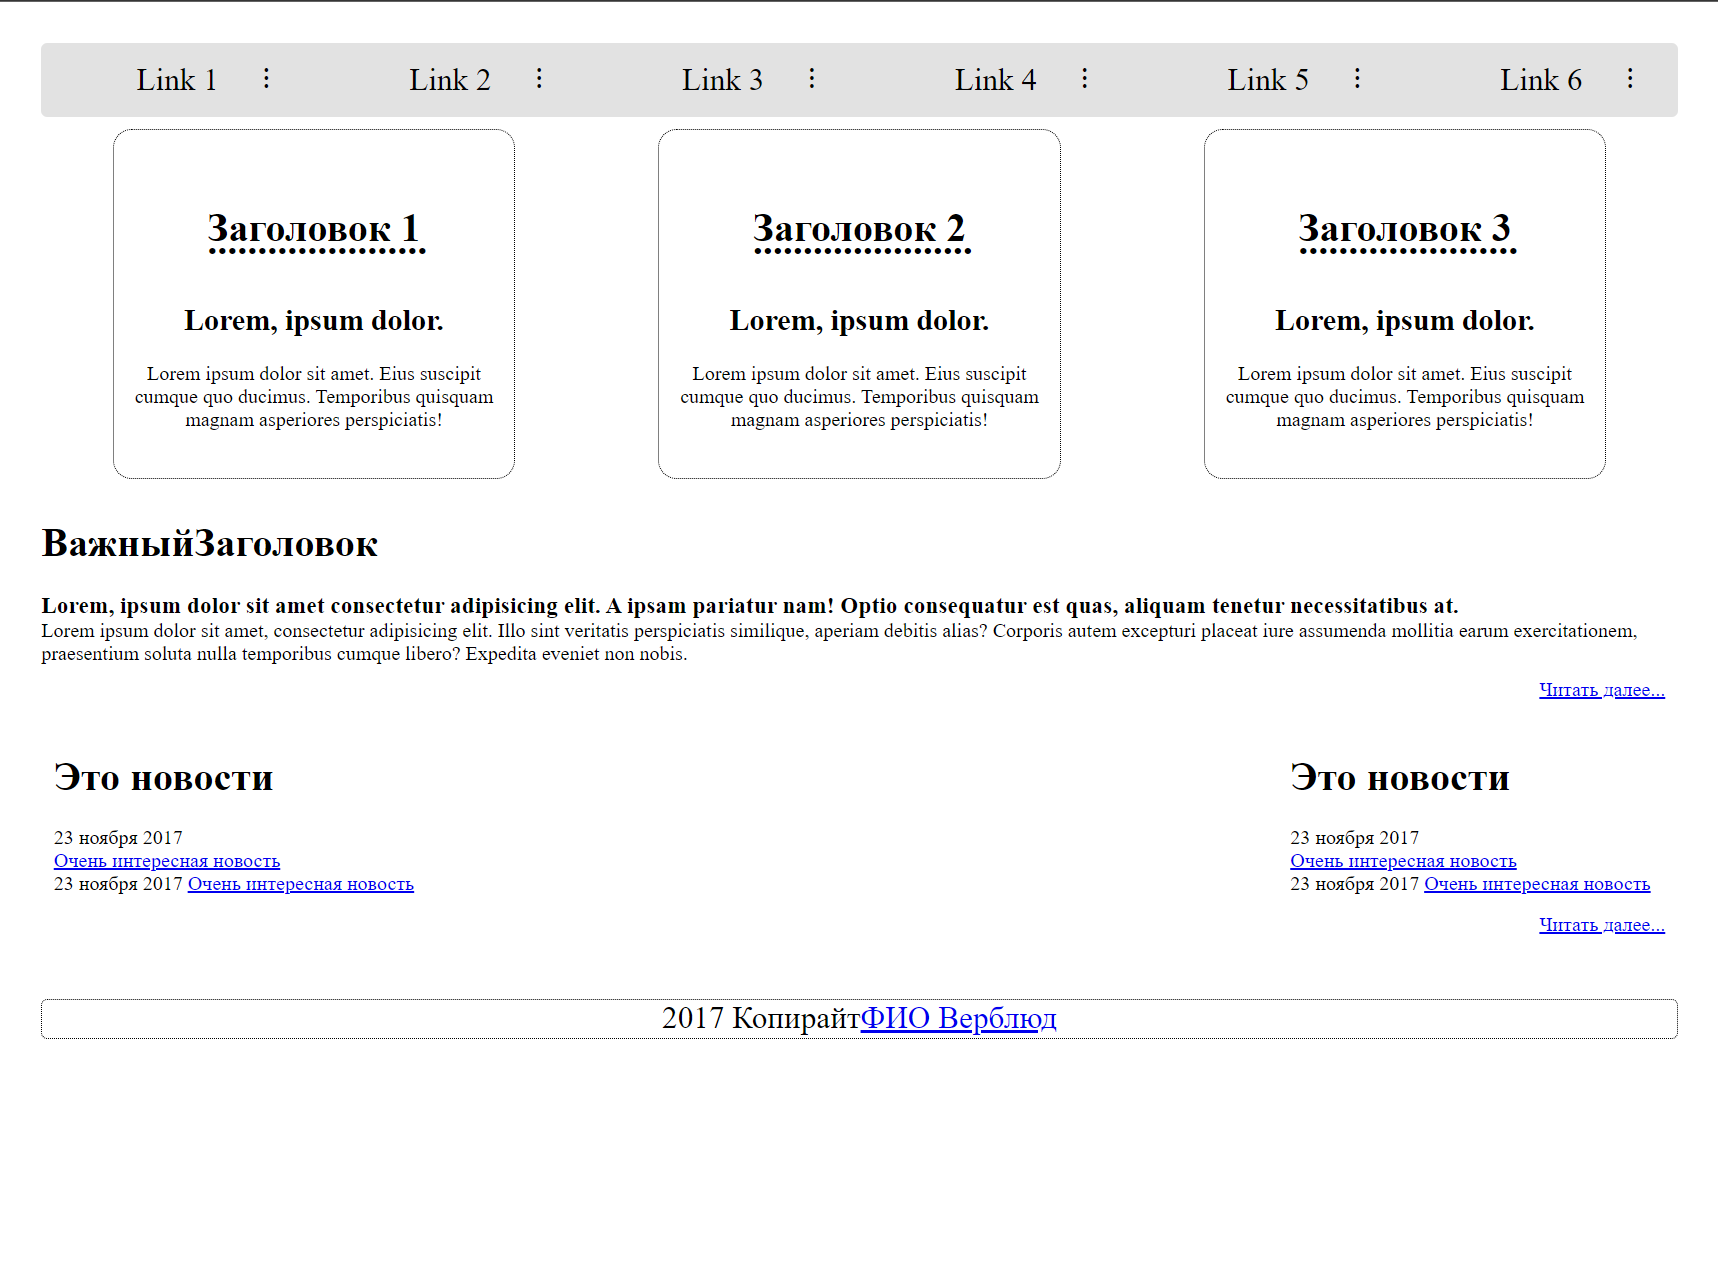 Link 1 ⋮ Link 2 ⋮ Link 3 ⋮ Link 4 ⋮ Link 5 ⋮ Link 6 ⋮
Заголовок 1
Lorem, ipsum dolor.
Lorem ipsum dolor sit amet. Eius suscipit
cumque quo ducimus. Temporibus quisquam
magnam asperiores perspiciatis!
Заголовок 2
Lorem, ipsum dolor.
Lorem ipsum dolor sit amet. Eius suscipit
cumque quo ducimus. Temporibus quisquam
magnam asperiores perspiciatis!
Заголовок 3
Lorem, ipsum dolor.
Lorem ipsum dolor sit amet. Eius suscipit
cumque quo ducimus. Temporibus quisquam
magnam asperiores perspiciatis!
ВажныйЗаголовок
Lorem, ipsum dolor sit amet consectetur adipisicing elit. A ipsam pariatur nam! Optio consequatur est quas, aliquam tenetur necessitatibus at.
Lorem ipsum dolor sit amet, consectetur adipisicing elit. Illo sint veritatis perspiciatis similique, aperiam debitis alias? Corporis autem excepturi placeat iure assumenda mollitia earum exercitationem,
praesentium soluta nulla temporibus cumque libero? Expedita eveniet non nobis.
Читать далее...
Это новости
23 ноября 2017
Очень интересная новость
23 ноября 2017 Очень интересная новость
Это новости
23 ноября 2017
Очень интересная новость
23 ноября 2017 Очень интересная новость
Читать далее...
2017 КопирайтФИО Верблюд